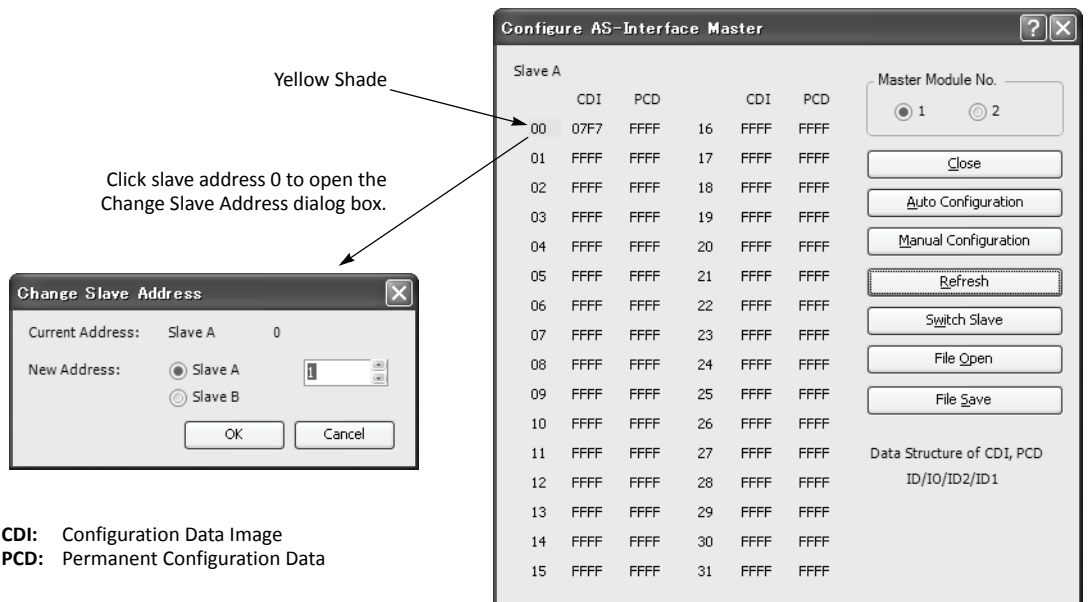 Yellow Shade
Click slave address 0 to open the
Change Slave Address dialog box.
Change Slave Address
Current Address: Slave A 0
New Address: Slave A 1
Slave B
OK Cancel
CDI: Configuration Data Image
PCD: Permanent Configuration Data
Configure AS-Interface Master
Slave A
CDI PCD CDI PCD
00 07F7 FFFF 16 FFFF FFFF
01 FFFF FFFF 17 FFFF FFFF
02 FFFF FFFF 18 FFFF FFFF
03 FFFF FFFF 19 FFFF FFFF
04 FFFF FFFF 20 FFFF FFFF
05 FFFF FFFF 21 FFFF FFFF
06 FFFF FFFF 22 FFFF FFFF
07 FFFF FFFF 23 FFFF FFFF
08 FFFF FFFF 24 FFFF FFFF
09 FFFF FFFF 25 FFFF FFFF
10 FFFF FFFF 26 FFFF FFFF
11 FFFF FFFF 27 FFFF FFFF
12 FFFF FFFF 28 FFFF FFFF
13 FFFF FFFF 29 FFFF FFFF
14 FFFF FFFF 30 FFFF FFFF
15 FFFF FFFF 31 FFFF FFFF
Master Module No.
1 2
Close
Auto Configuration
Manual Configuration
Refresh
Switch Slave
File Open
File Save
Data Structure of CDI, PCD
ID/IO/ID2/ID1